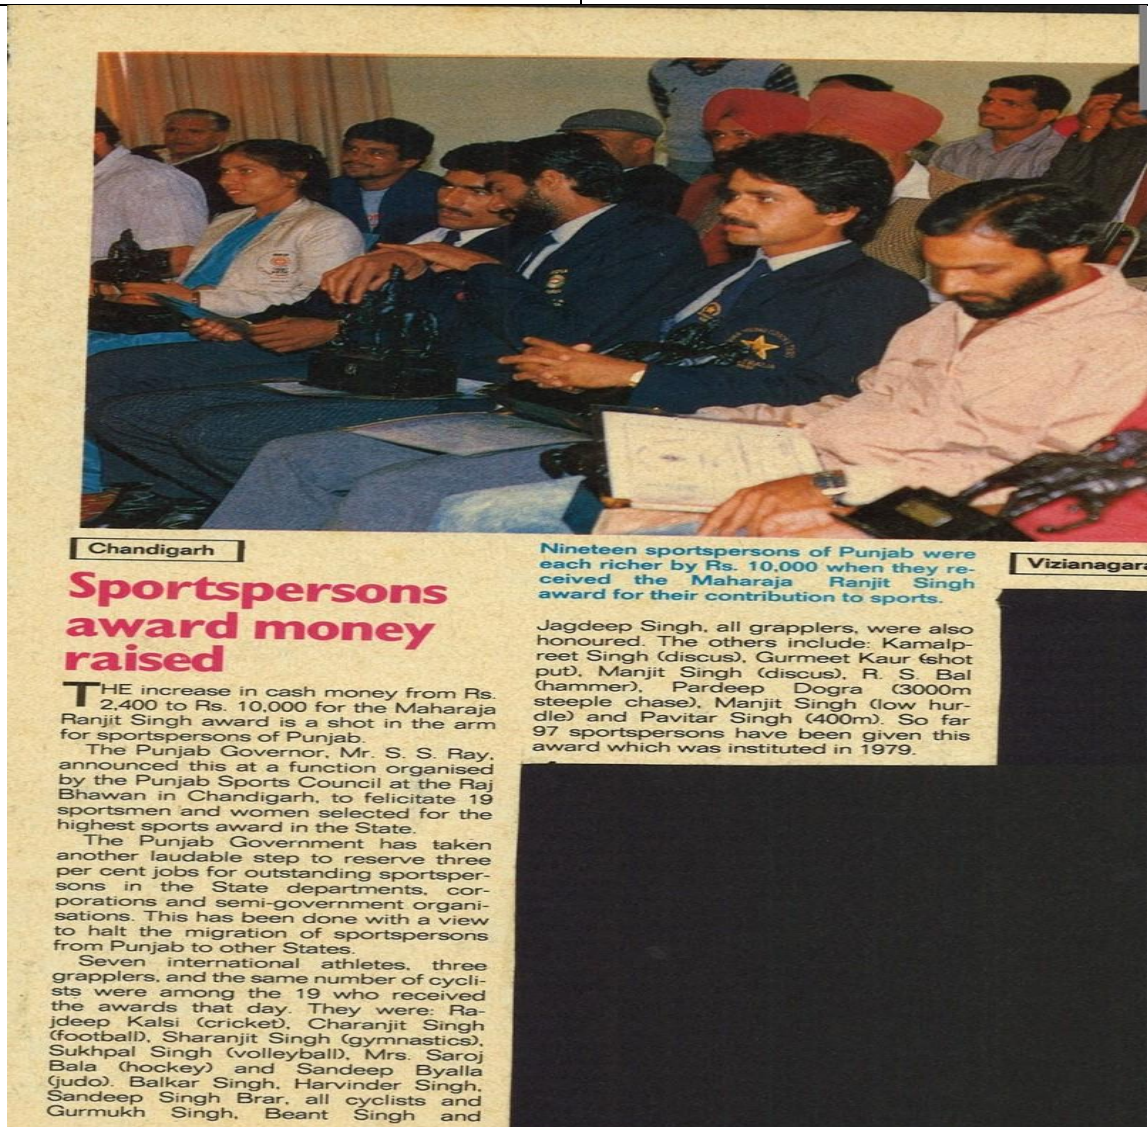 Chandigarh
Sportspersons
award money
raised
THE increase in cash money from Rs.
2,400 to Rs. 10,000 for the Maharaja
Ranjit Singh award is a shot in the arm
for sportspersons of Punjab.
The Punjab Governor, Mr. S. S. Ray,
announced this at a function organised
by the Punjab Sports Council at the Raj
Bhawan in Chandigarh, to felicitate 19
sportsmen and women selected for the
highest sports award in the State.
The Punjab Government has taken
another laudable step to reserve three
per cent jobs for outstanding sportsper-
sons in the State departments, cor-
porations and semi-government organi-
sations. This has been done with a view
to halt the migration of sportspersons
from Punjab to other States.
Seven international athletes, three
grapplers, and the same number of cycli-
sts were among the 19 who received
the awards that day. They were: Ra-
jdeep Kalsi (cricket), Charanjit Singh
(football), Sharanjit Singh (gymnastics),
Sukhpal Singh (volleyball), Mrs. Saroj
Bala (hockey) and Sandeep Byalla
(judo). Balkar Singh, Harvinder Singh,
Sandeep Singh Brar, all cyclists and
Gurmukh Singh, Beant Singh and
Nineteen sportspersons of Punjab were
each richer by Rs. 10,000 when they re-
ceived the Maharaja Ranjit Singh
award for their contribution to sports.
Jagdeep Singh, all grapplers, were also
honoured. The others include: Kamalp-
reet Singh (discus), Gurmeet Kaur (shot
put), Manjit Singh (discus), R. S. Bal
(hammer), Pardeep Dogra (3000m
steeple chase), Manjit Singh (low hur-
dle) and Pavitar Singh (400m). So far
97 sportspersons have been given this
award which was instituted in 1979.
Vizianagar